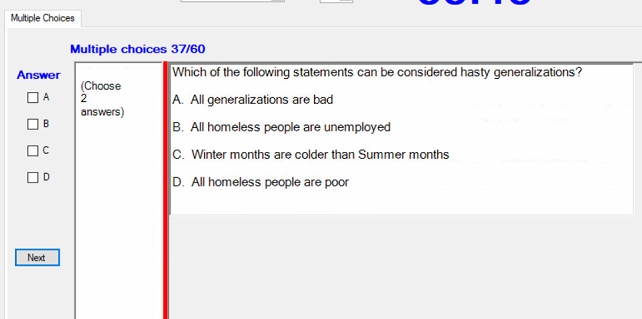 Multiple Choices
Multiple choices 37/60
Answer
A
B
C
D
Next
(Choose
2
answers)
Which of the following statements can be considered hasty generalizations?
A. All generalizations are bad
B. All homeless people are unemployed
C. Winter months are colder than Summer months
D. All homeless people are poor